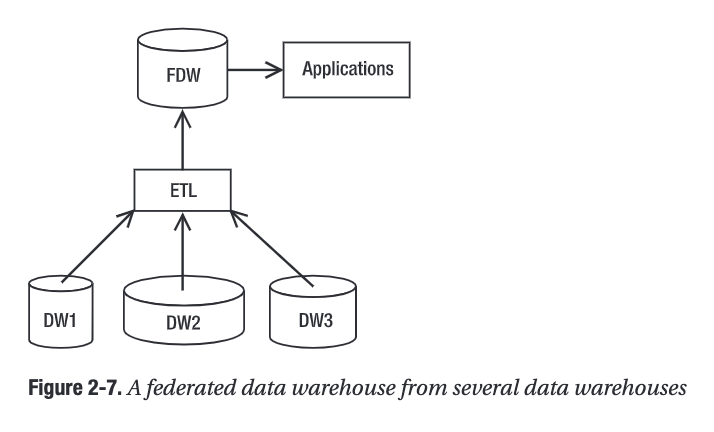 FDW
Applications
ETL
DW1
DW2
DW3
Figure 2-7. A federated data warehouse from several data warehouses